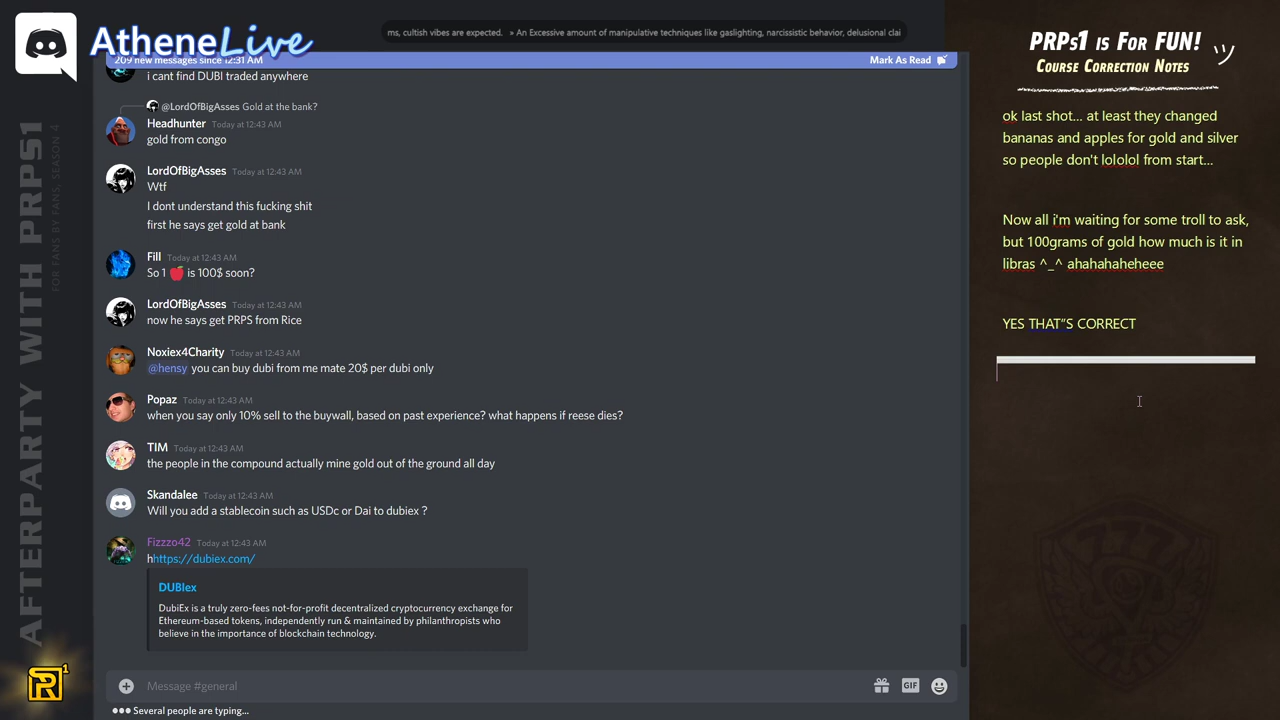 AtheneLive
ms, cultish vibes are expected.   » An Excessive amount of manipulative techniques like gaslighting, narcissistic behavior, delusional clai
209 new messages since 12:31 AM
Mark As Read
i cant find DUBI traded anywhere
@LordOfBigAsses Gold at the bank?
Headhunter Today at 12:43 AM
gold from congo
LordOfBigAsses Today at 12:43 AM
Wtf
I dont understand this fucking shit
first he says get gold at bank
Fill Today at 12:43 AM
So 1 🍎 is 100$ soon?
LordOfBigAsses Today at 12:43 AM
now he says get PRPS from Rice
Noxiex4Charity Today at 12:43 AM
@hensy you can buy dubi from me mate 20$ per dubi only
Popaz Today at 12:43 AM
when you say only 10% sell to the buywall, based on past experience? what happens if reese dies?
TIM Today at 12:43 AM
the people in the compound actually mine gold out of the ground all day
Skandalee Today at 12:43 AM
Will you add a stablecoin such as USDc or Dai to dubiex ?
Fizzzo42 Today at 12:43 AM
hhttps://dubiex.com/
DUBIex
DubiEx is a truly zero-fees not-for-profit decentralized cryptocurrency exchange for
Ethereum-based tokens, independently run & maintained by philanthropists who
believe in the importance of blockchain technology.
Message #general
GIF
Several people are typing...
AFTERPARTY WITH PRPS1
FOR FANS BY FANS, SEASON 4
R1
PRPs1 is For FUN! ツ
Course Correction Notes
ok last shot... at least they changed
bananas and apples for gold and silver
so people don't lololol from start...
Now all i'm waiting for some troll to ask,
but 100grams of gold how much is it in
libras ^_^ ahahahaheheee
YES THAT"S CORRECT
777